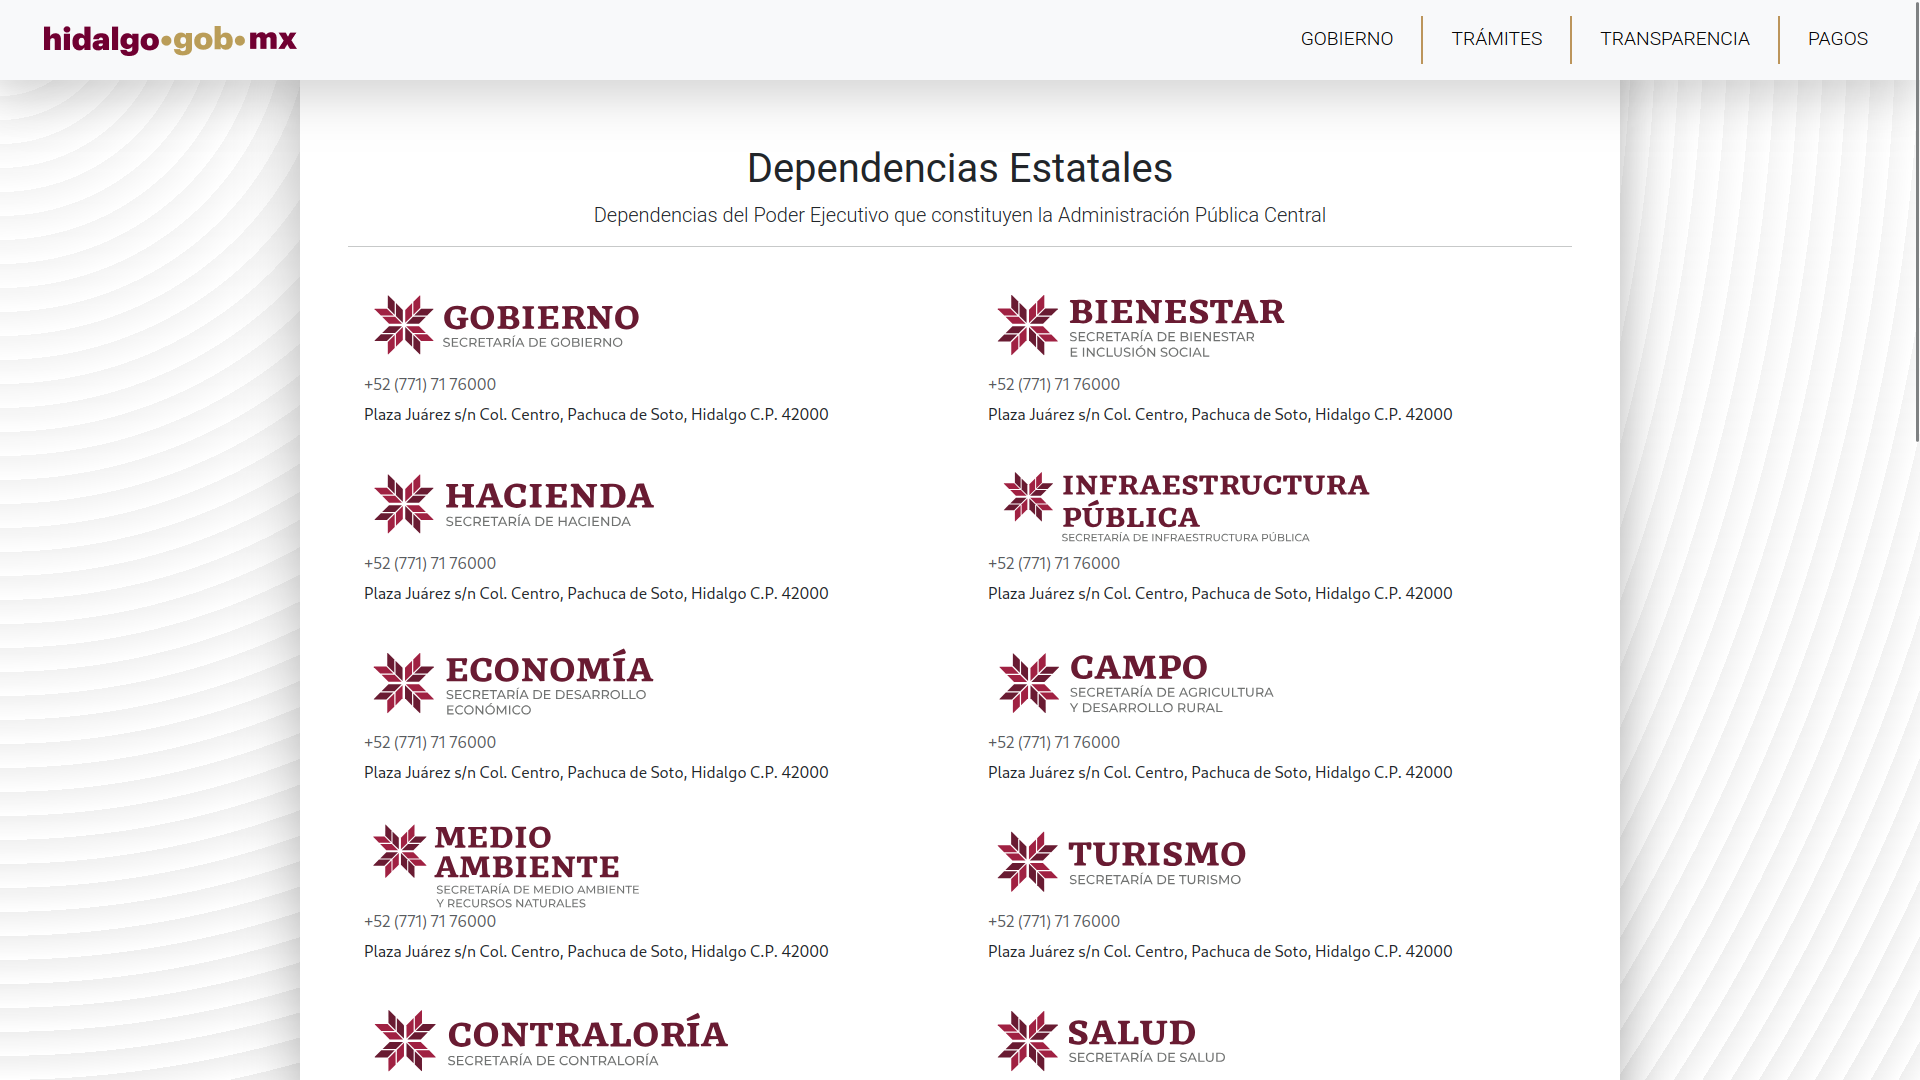 hidalgo•gob•mx
GOBIERNO
TRÁMITES
TRANSPARENCIA
PAGOS
Dependencias Estatales
Dependencias del Poder Ejecutivo que constituyen la Administración Pública Central
GOBIERNO
SECRETARÍA DE GOBIERNO
+52 (771) 71 76000
Plaza Juárez s/n Col. Centro, Pachuca de Soto, Hidalgo C.P. 42000
BIENESTAR
SECRETARÍA DE BIENESTAR
E INCLUSIÓN SOCIAL
+52 (771) 71 76000
Plaza Juárez s/n Col. Centro, Pachuca de Soto, Hidalgo C.P. 42000
HACIENDA
SECRETARÍA DE HACIENDA
+52 (771) 71 76000
Plaza Juárez s/n Col. Centro, Pachuca de Soto, Hidalgo C.P. 42000
INFRAESTRUCTURA
PÚBLICA
SECRETARÍA DE INFRAESTRUCTURA PÚBLICA
+52 (771) 71 76000
Plaza Juárez s/n Col. Centro, Pachuca de Soto, Hidalgo C.P. 42000
ECONOMÍA
SECRETARÍA DE DESARROLLO
ECONÓMICO
+52 (771) 71 76000
Plaza Juárez s/n Col. Centro, Pachuca de Soto, Hidalgo C.P. 42000
CAMPO
SECRETARÍA DE AGRICULTURA
Y DESARROLLO RURAL
+52 (771) 71 76000
Plaza Juárez s/n Col. Centro, Pachuca de Soto, Hidalgo C.P. 42000
MEDIO
AMBIENTE
SECRETARÍA DE MEDIO AMBIENTE
Y RECURSOS NATURALES
+52 (771) 71 76000
Plaza Juárez s/n Col. Centro, Pachuca de Soto, Hidalgo C.P. 42000
TURISMO
SECRETARÍA DE TURISMO
+52 (771) 71 76000
Plaza Juárez s/n Col. Centro, Pachuca de Soto, Hidalgo C.P. 42000
CONTRALORÍA
SECRETARÍA DE CONTRALORÍA
SALUD
SECRETARÍA DE SALUD